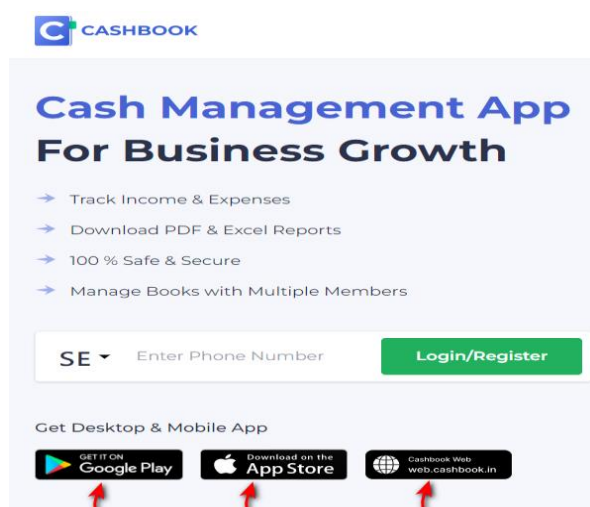 CASHBOOK
Cash Management App
For Business Growth
Track Income & Expenses
Download PDF & Excel Reports
100 % Safe & Secure
Manage Books with Multiple Members
SE Enter Phone Number Login/Register
Get Desktop & Mobile App
GET IT ON
Google Play
Download on the
App Store
Cashbook Web
web.cashbook.in